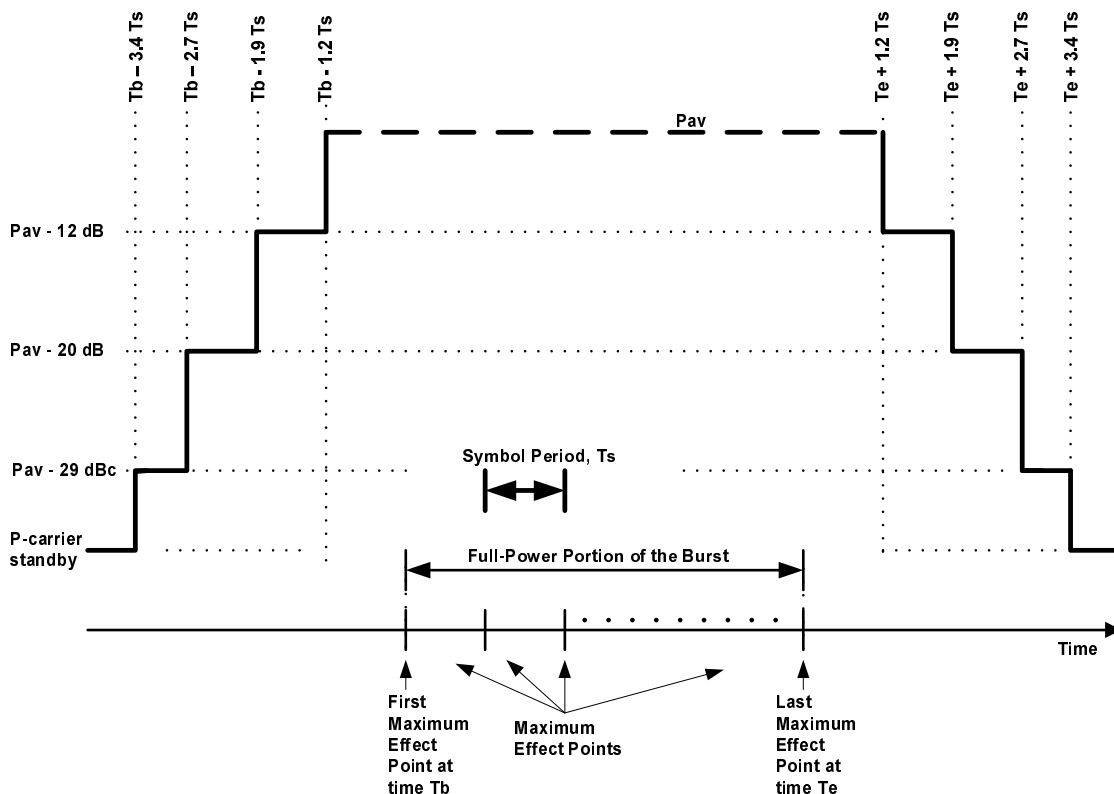 Tb – 3.4 Ts
Tb – 2.7 Ts
Tb - 1.9 Ts
Tb - 1.2 Ts
Te + 1.2 Ts
Te + 1.9 Ts
Te + 2.7 Ts
Te + 3.4 Ts
Pav
Pav - 12 dB
Pav - 20 dB
Pav - 29 dBc
Symbol Period, Ts
P-carrier
standby
Full-Power Portion of the Burst
Time
First
Maximum
Effect
Point at
time Tb
Maximum
Effect Points
Last
Maximum
Effect
Point at
time Te